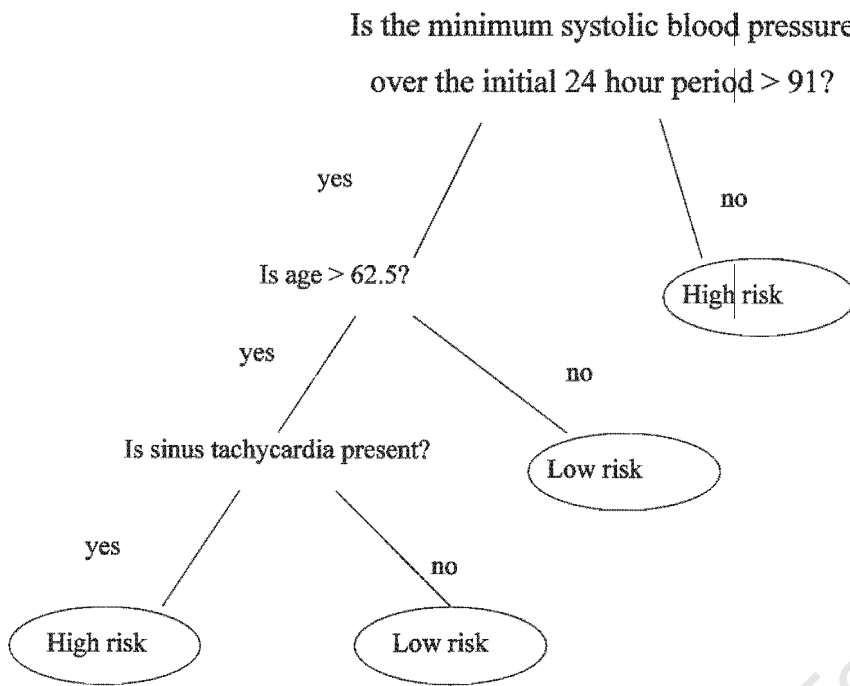 Is the minimum systolic blood pressure
over the initial 24 hour period > 91?
yes
no
Is age > 62.5?
High risk
yes
no
Is sinus tachycardia present?
Low risk
yes
no
High risk
Low risk